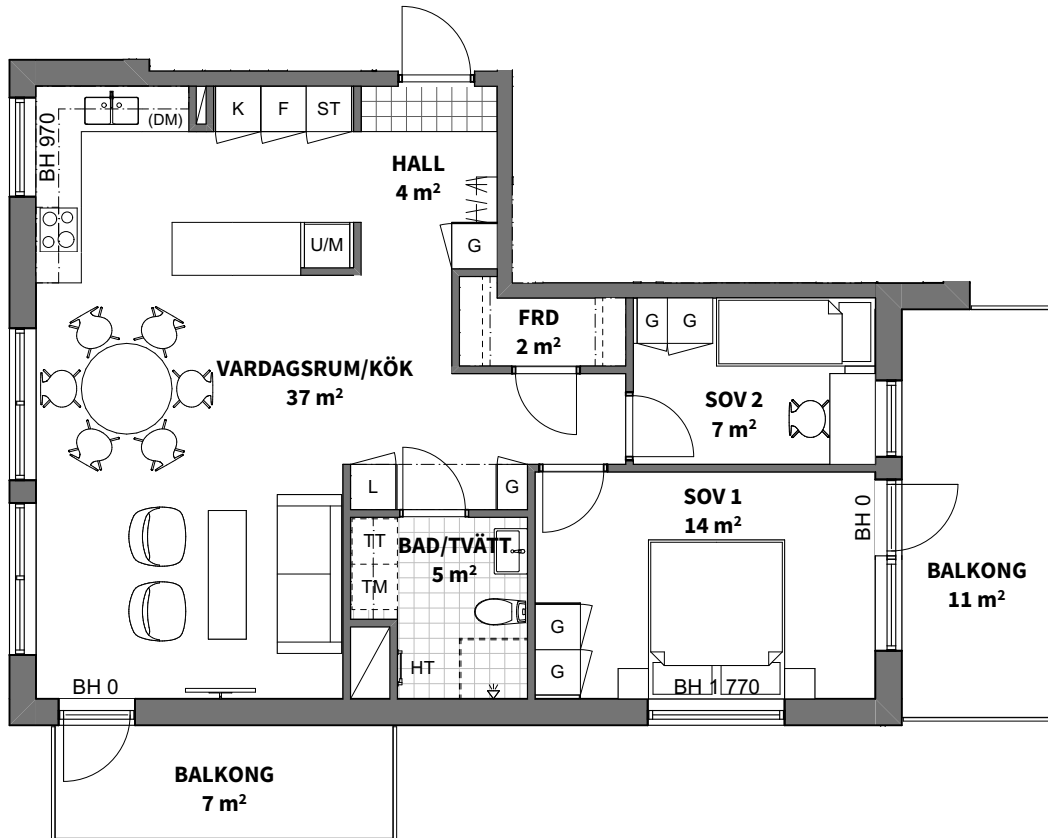 K
F
ST
(DM)
BH 970
HALL
4 m²
U/M
G
FRD
2 m²
G
G
VARDAGSRUM/KÖK
37 m²
SOV 2
7 m²
L
G
SOV 1
14 m²
BH 0
TT
BAD/TVÄTT
5 m²
TM
BALKONG
11 m²
G
G
HT
BH 0
BH 1 770
BALKONG
7 m²